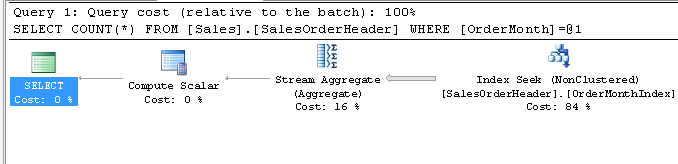 Query 1: Query cost (relative to the batch): 100%
SELECT COUNT(*) FROM [Sales].[SalesOrderHeader] WHERE [OrderMonth]=@1
SELECT
Cost: 0 %
Compute Scalar
Cost: 0 %
Stream Aggregate
(Aggregate)
Cost: 16 %
Index Seek (NonClustered)
[SalesOrderHeader].[OrderMonthIndex]
Cost: 84 %